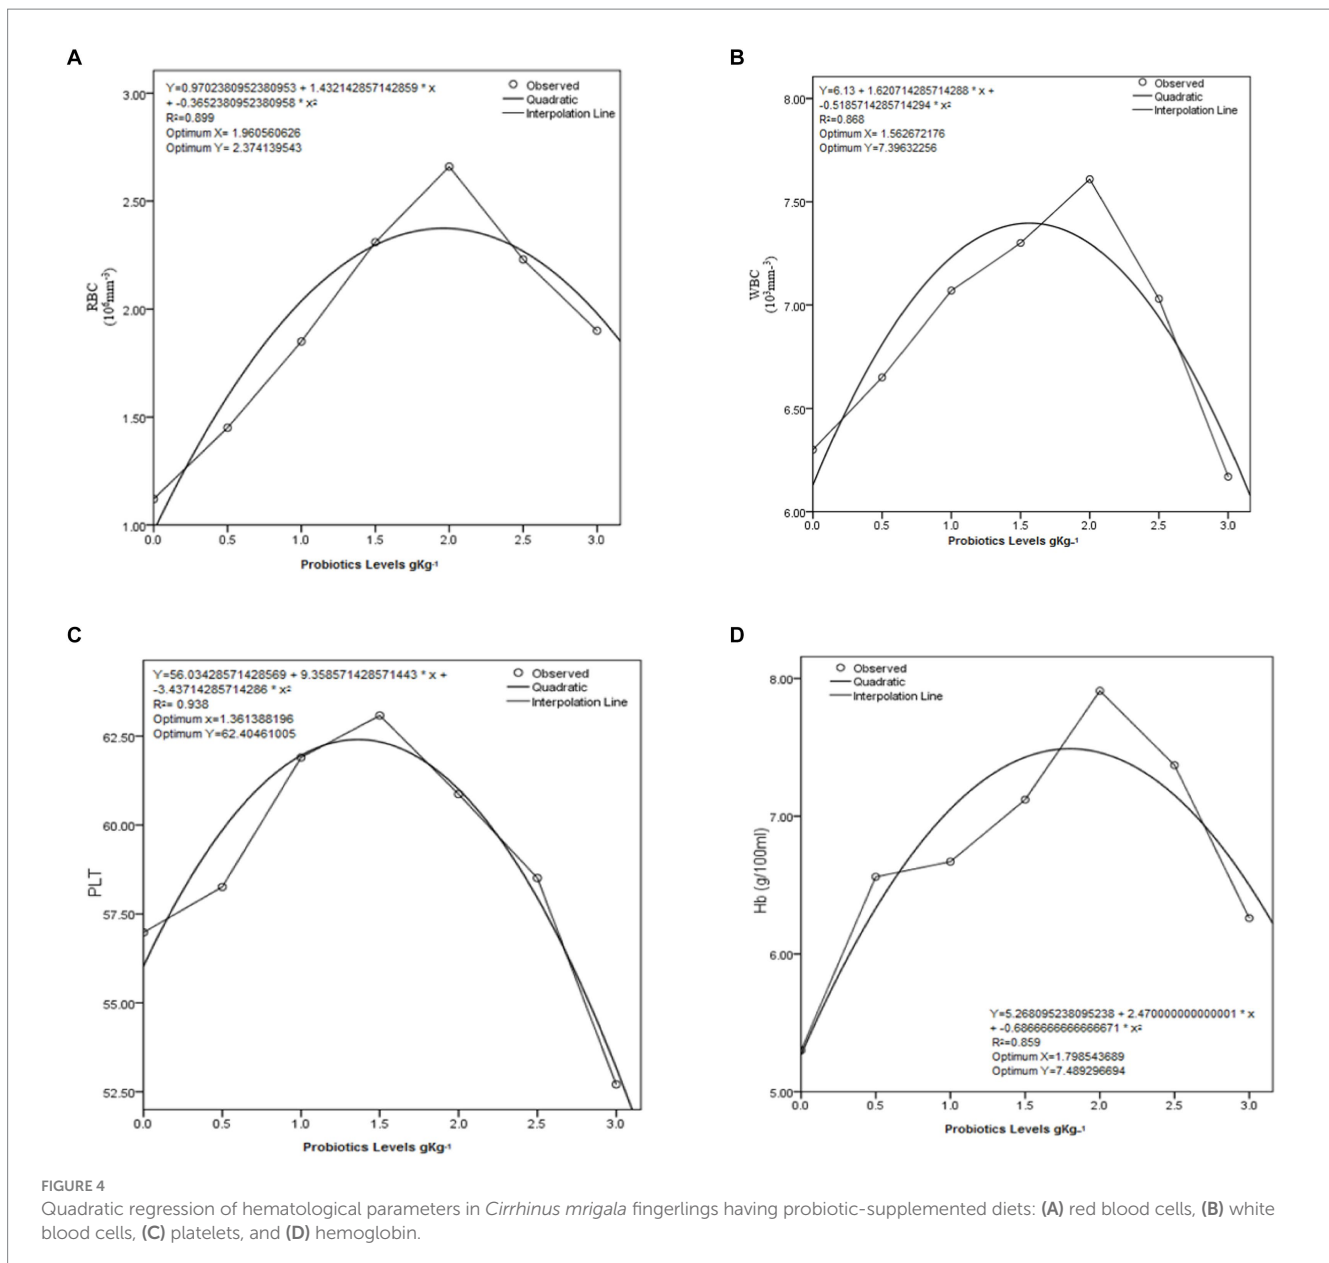 A
Y=0.9702380952380953 + 1.432142857142859 * x
+ -0.3652380952380958 * x²
R²=0.899
Optimum X= 1.960560626
Optimum Y= 2.374139543
Observed
Quadratic
Interpolation Line
3.00
2.50
2.00
1.50
1.00
RBC
(10⁶mm⁻³)
0.0 0.5 1.0 1.5 2.0 2.5 3.0
Probiotics Levels gKg⁻¹
B
Y=6.13 + 1.620714285714288 * x +
-0.5185714285714294 * x²
R²=0.868
Optimum X= 1.562672176
Optimum Y=7.39632256
Observed
Quadratic
Interpolation Line
8.00
7.50
7.00
6.50
6.00
WBC
(10³mm-³)
0.0 0.5 1.0 1.5 2.0 2.5 3.0
Probiotics Levels gKg-¹
C
Y=56.03428571428569 + 9.358571428571443 * x +
-3.43714285714286 * x²
R²= 0.938
Optimum x=1.361388196
Optimum Y=62.40461005
Observed
Quadratic
Interpolation Line
62.50
60.00
57.50
55.00
52.50
PLT
0.0 0.5 1.0 1.5 2.0 2.5 3.0
Probiotics Levels gKg⁻¹
D
Observed
Quadratic
Interpolation Line
8.00
7.00
6.00
5.00
Hb (g/100ml)
Y=5.268095238095238 + 2.470000000000001 * x
+ -0.6866666666666671 * x²
R²=0.859
Optimum X=1.798543689
Optimum Y=7.489296694
0.0 0.5 1.0 1.5 2.0 2.5 3.0
Probiotics Levels gKg-¹
FIGURE 4
Quadratic regression of hematological parameters in Cirrhinus mrigala fingerlings having probiotic-supplemented diets: (A) red blood cells, (B) white
blood cells, (C) platelets, and (D) hemoglobin.